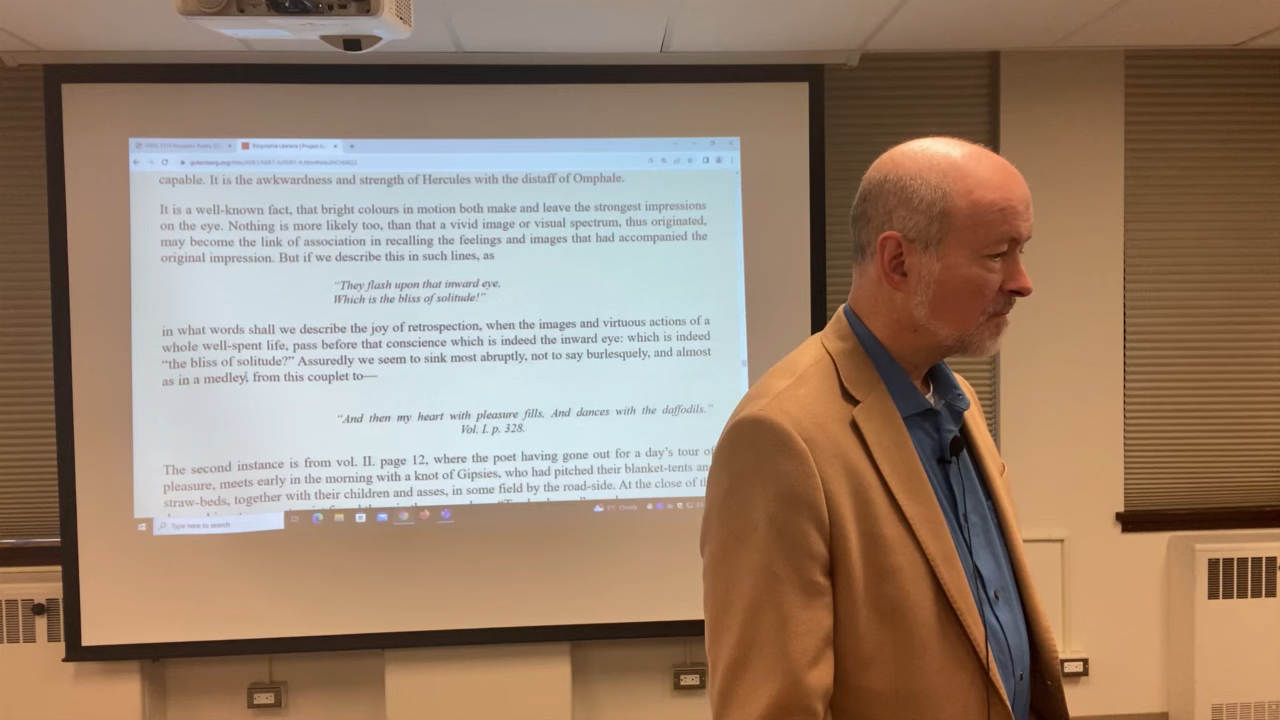 capable. It is the awkwardness and strength of Hercules with the distaff of Omphale.
It is a well-known fact, that bright colours in motion both make and leave the strongest impressions
on the eye. Nothing is more likely too, than that a vivid image or visual spectrum, thus originated,
may become the link of association in recalling the feelings and images that had accompanied the
original impression. But if we describe this in such lines, as
"They flash upon that inward eye,
Which is the bliss of solitude!"
in what words shall we describe the joy of retrospection, when the images and virtuous actions of a
whole well-spent life, pass before that conscience which is indeed the inward eye: which is indeed
"the bliss of solitude?" Assuredly we seem to sink most abruptly, not to say burlesquely, and almost
as in a medley, from this couplet to—
"And then my heart with pleasure fills, And dances with the daffodils."
Vol. I. p. 328.
The second instance is from vol. II. page 12, where the poet having gone out for a day's tour of
pleasure, meets early in the morning with a knot of Gipsies, who had pitched their blanket-tents and
straw-beds, together with their children and asses, in some field by the road-side. At the close of th
Type here to search
Cloudy